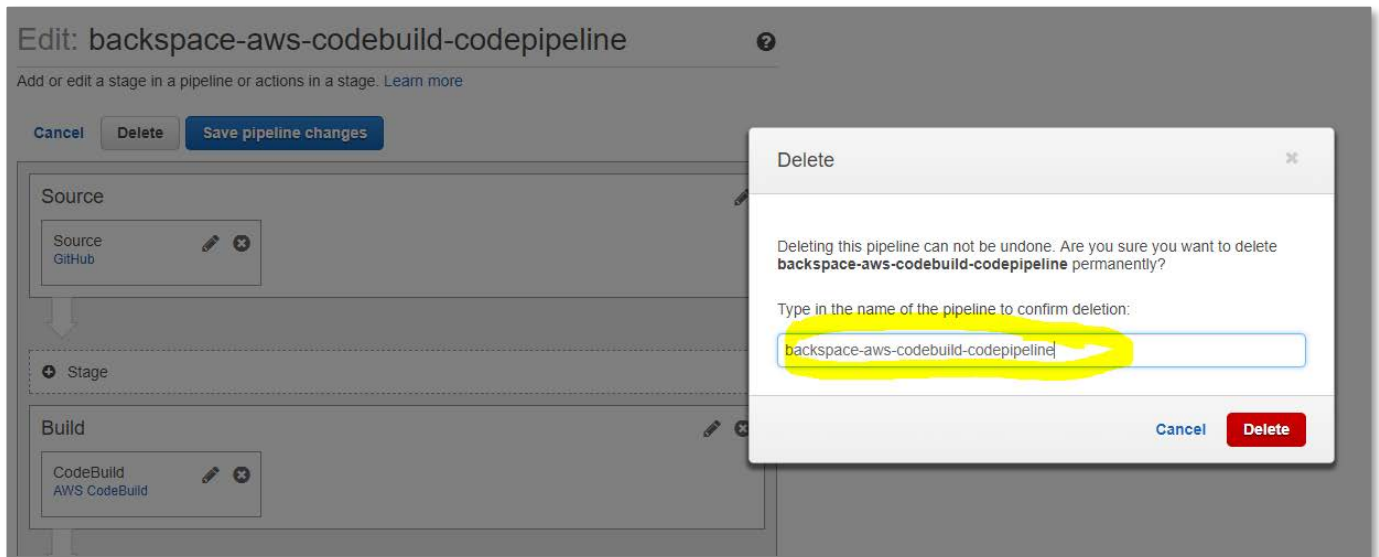 Edit: backspace-aws-codebuild-codepipeline
Add or edit a stage in a pipeline or actions in a stage. Learn more
Cancel Delete Save pipeline changes
Source
Source
GitHub
Stage
Build
CodeBuild
AWS CodeBuild
Delete
Deleting this pipeline can not be undone. Are you sure you want to delete
backspace-aws-codebuild-codepipeline permanently?
Type in the name of the pipeline to confirm deletion:
backspace-aws-codebuild-codepipeline
Cancel Delete